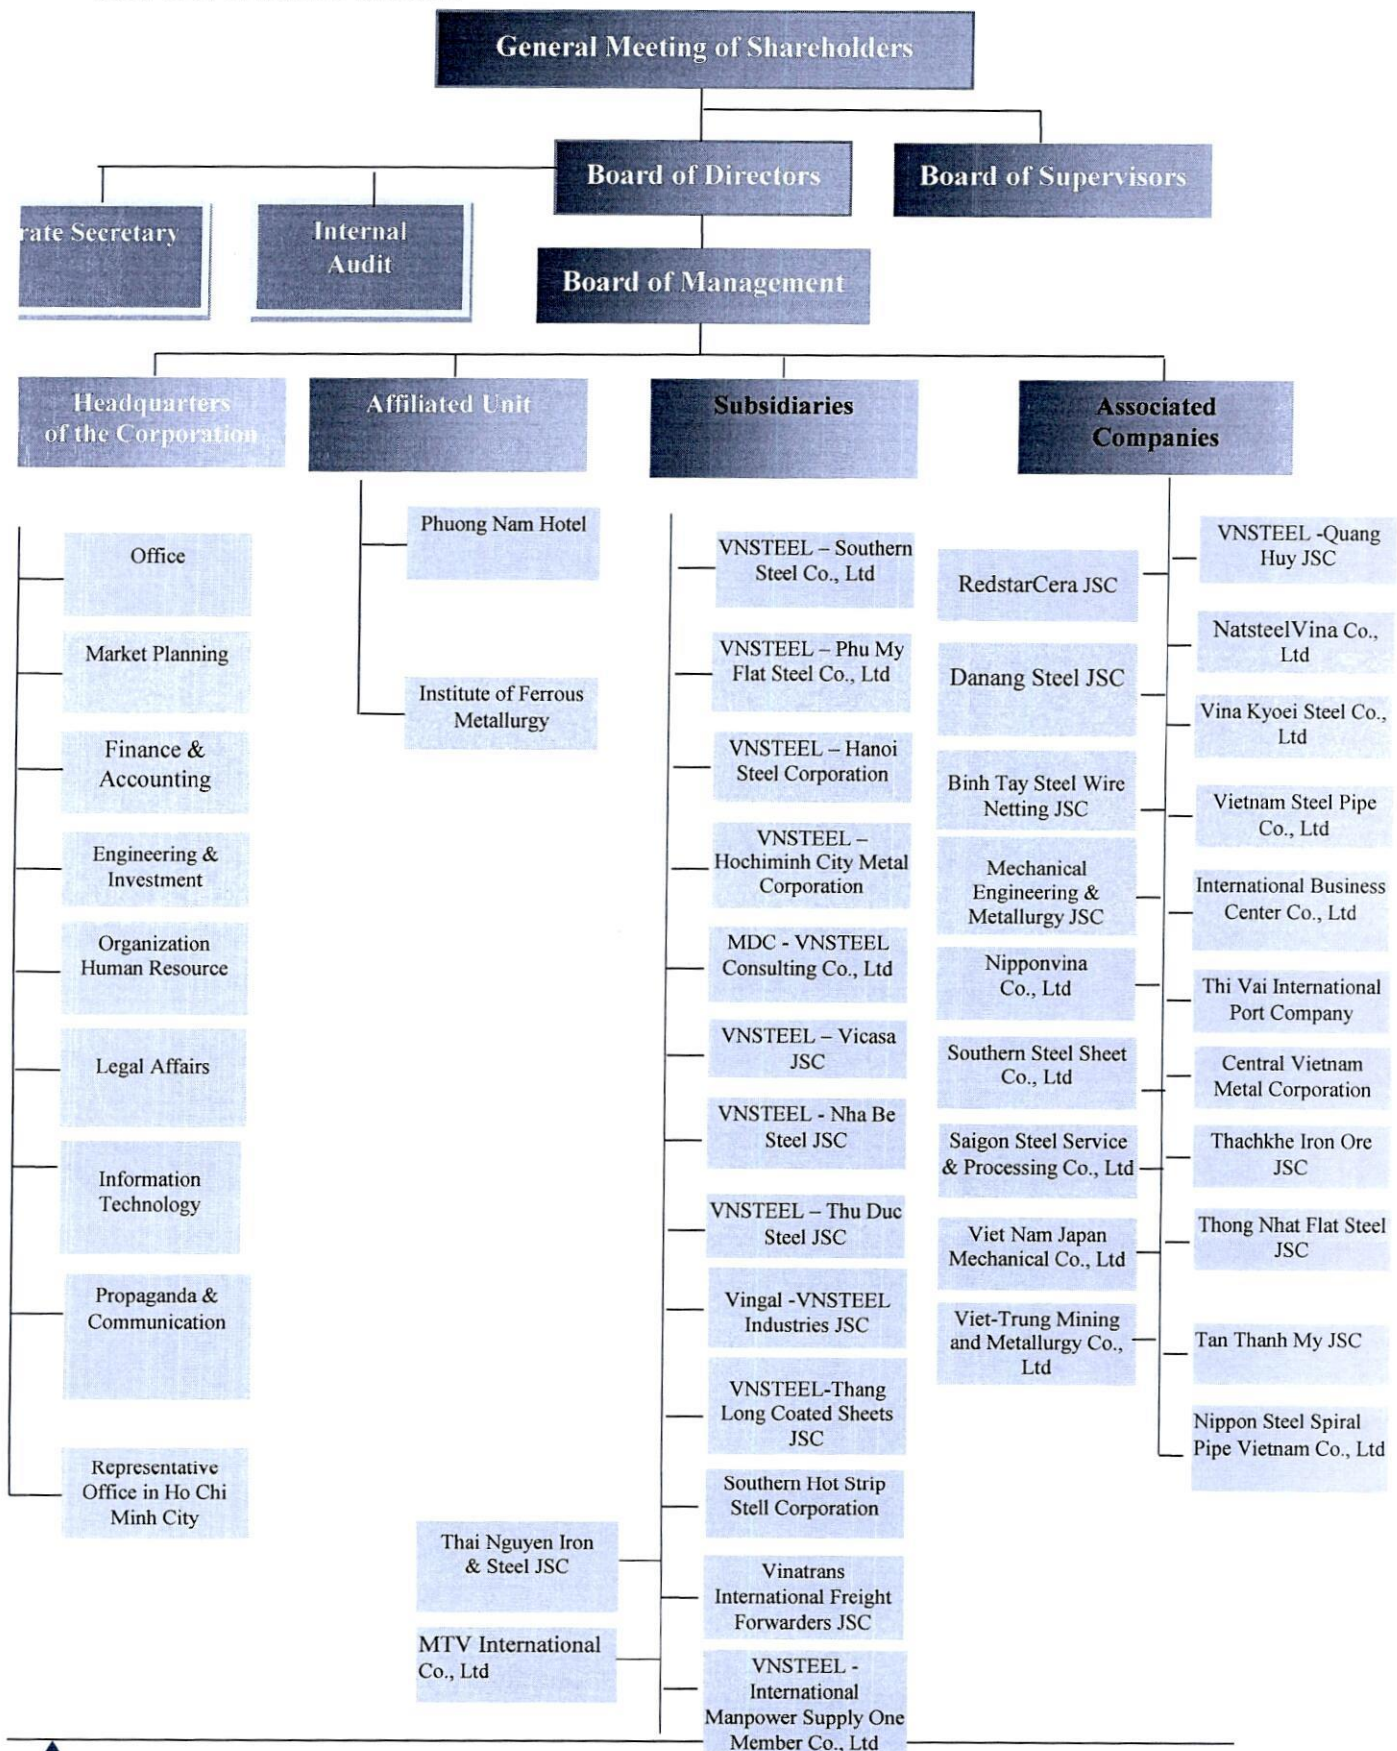 General Meeting of Shareholders
Board of Directors
Board of Supervisors
rate Secretary
Internal
Audit
Board of Management
Headquarters
of the Corporation
Affiliated Unit
Subsidiaries
Associated
Companies
Office
Market Planning
Finance &
Accounting
Engineering &
Investment
Organization
Human Resource
Legal Affairs
Information
Technology
Propaganda &
Communication
Representative
Office in Ho Chi
Minh City
Phuong Nam Hotel
Institute of Ferrous
Metallurgy
VNSTEEL – Southern
Steel Co., Ltd
VNSTEEL – Phu My
Flat Steel Co., Ltd
VNSTEEL – Hanoi
Steel Corporation
VNSTEEL –
Hochiminh City Metal
Corporation
MDC - VNSTEEL
Consulting Co., Ltd
VNSTEEL – Vicasa
JSC
VNSTEEL - Nha Be
Steel JSC
VNSTEEL – Thu Duc
Steel JSC
Vingal -VNSTEEL
Industries JSC
VNSTEEL-Thang
Long Coated Sheets
JSC
Southern Hot Strip
Stell Corporation
Thai Nguyen Iron
& Steel JSC
Vinatrans
International Freight
Forwarders JSC
MTV International
Co., Ltd
VNSTEEL -
International
Manpower Supply One
Member Co., Ltd
RedstarCera JSC
Danang Steel JSC
Binh Tay Steel Wire
Netting JSC
Mechanical
Engineering &
Metallurgy JSC
Nipponvina
Co., Ltd
Southern Steel Sheet
Co., Ltd
Saigon Steel Service
& Processing Co., Ltd
Viet Nam Japan
Mechanical Co., Ltd
Viet-Trung Mining
and Metallurgy Co.,
Ltd
VNSTEEL -Quang
Huy JSC
NatsteelVina Co.,
Ltd
Vina Kyoei Steel Co.,
Ltd
Vietnam Steel Pipe
Co., Ltd
International Business
Center Co., Ltd
Thi Vai International
Port Company
Central Vietnam
Metal Corporation
Thachkhe Iron Ore
JSC
Thong Nhat Flat Steel
JSC
Tan Thanh My JSC
Nippon Steel Spiral
Pipe Vietnam Co., Ltd